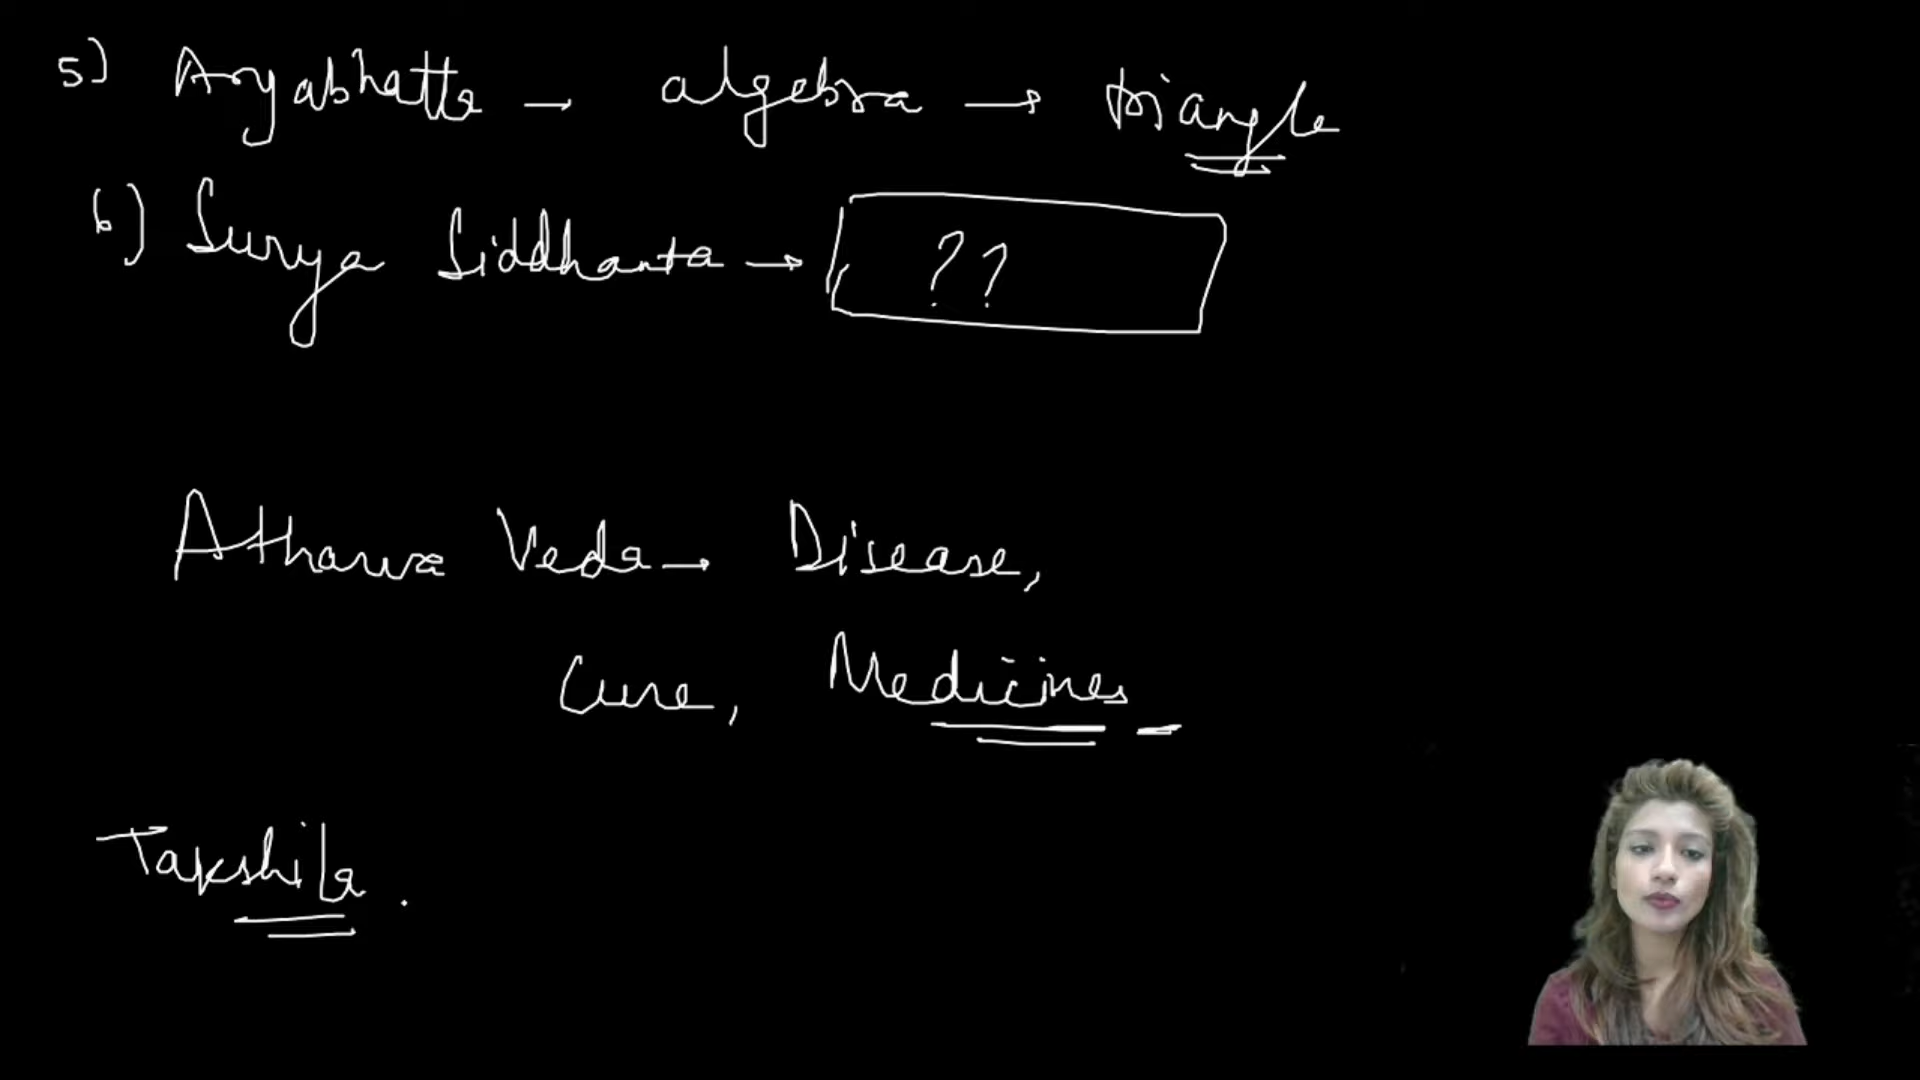 5) Aryabhatta → algebra → triangle
6) Surya Siddhanta → ??
Atharva Veda → Disease,
Cure, Medicines
Takshila.